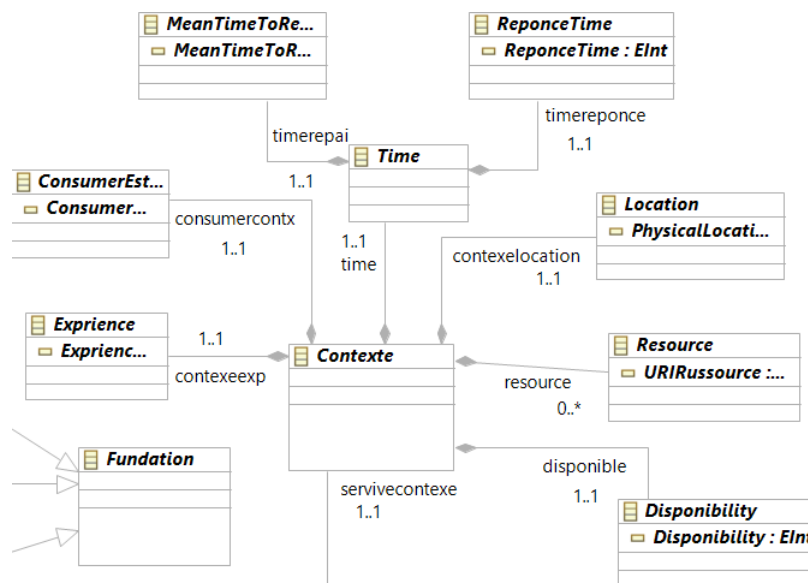 MeanTimeToRe...
MeanTimeToR...
ReponceTime
ReponceTime : EInt
timerepai
1..1
timereponce
1..1
Time
ConsumerEst...
Consumer...
consumercontx
1..1
1..1
time
Location
PhysicalLocati...
contexelocation
1..1
Exprience
Exprienc...
1..1
contexeexp
Contexte
Resource
URIRussource :...
resource
0..*
Fundation
servivecontexe
1..1
disponible
1..1
Disponibility
Disponibility : EInt